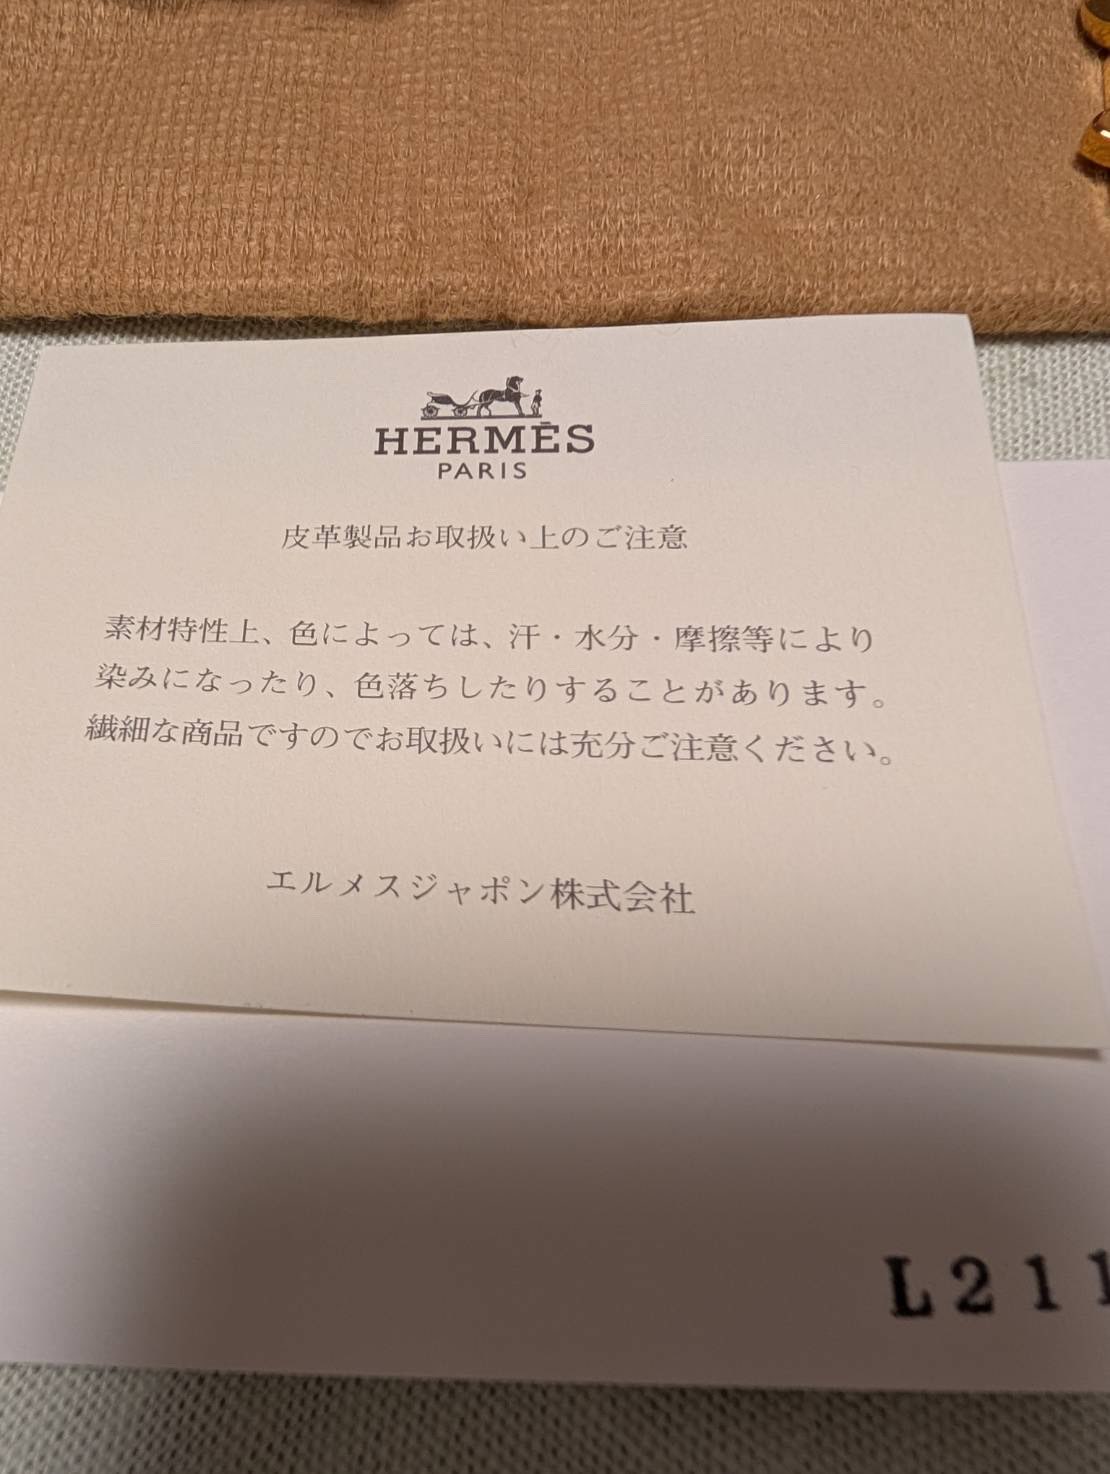 HERMÈS
PARIS
皮革製品お取扱い上のご注意
素材特性上、色によっては、汗・水分・摩擦等により
染みになったり、色落ちしたりすることがあります。
繊細な商品ですのでお取扱いには充分ご注意ください。
エルメスジャポン株式会社
L211